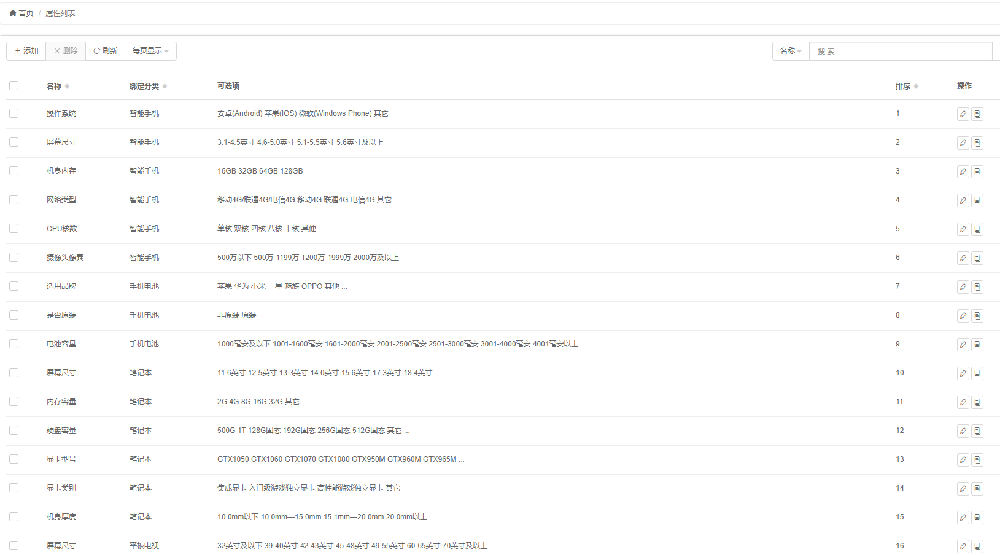 首页 / 属性列表
添加 删除 刷新 每页显示 名称 搜索
名称 绑定分类 可选项 排序 操作
操作系统 智能手机 安卓(Android) 苹果(IOS) 微软(Windows Phone) 其它 1
屏幕尺寸 智能手机 3.1-4.5英寸 4.6-5.0英寸 5.1-5.5英寸 5.6英寸及以上 2
机身内存 智能手机 16GB 32GB 64GB 128GB 3
网络类型 智能手机 移动4G/联通4G/电信4G 移动4G 联通4G 电信4G 其它 4
CPU核数 智能手机 单核 双核 四核 八核 十核 其他 5
摄像头像素 智能手机 500万以下 500万-1199万 1200万-1999万 2000万及以上 6
适用品牌 手机电池 苹果 华为 小米 三星 魅族 OPPO 其他 ... 7
是否原装 手机电池 非原装 原装 8
电池容量 手机电池 1000毫安及以下 1001-1600毫安 1601-2000毫安 2001-2500毫安 2501-3000毫安 3001-4000毫安 4001毫安以上 ... 9
屏幕尺寸 笔记本 11.6英寸 12.5英寸 13.3英寸 14.0英寸 15.6英寸 17.3英寸 18.4英寸 ... 10
内存容量 笔记本 2G 4G 8G 16G 32G 其它 11
硬盘容量 笔记本 500G 1T 128G固态 192G固态 256G固态 512G固态 其它 ... 12
显卡型号 笔记本 GTX1050 GTX1060 GTX1070 GTX1080 GTX950M GTX960M GTX965M ... 13
显卡类别 笔记本 集成显卡 入门级游戏独立显卡 高性能游戏独立显卡 其它 14
机身厚度 笔记本 10.0mm以下 10.0mm—15.0mm 15.1mm—20.0mm 20.0mm以上 15
屏幕尺寸 平板电视 32英寸及以下 39-40英寸 42-43英寸 45-48英寸 49-55英寸 60-65英寸 70英寸及以上 ... 16